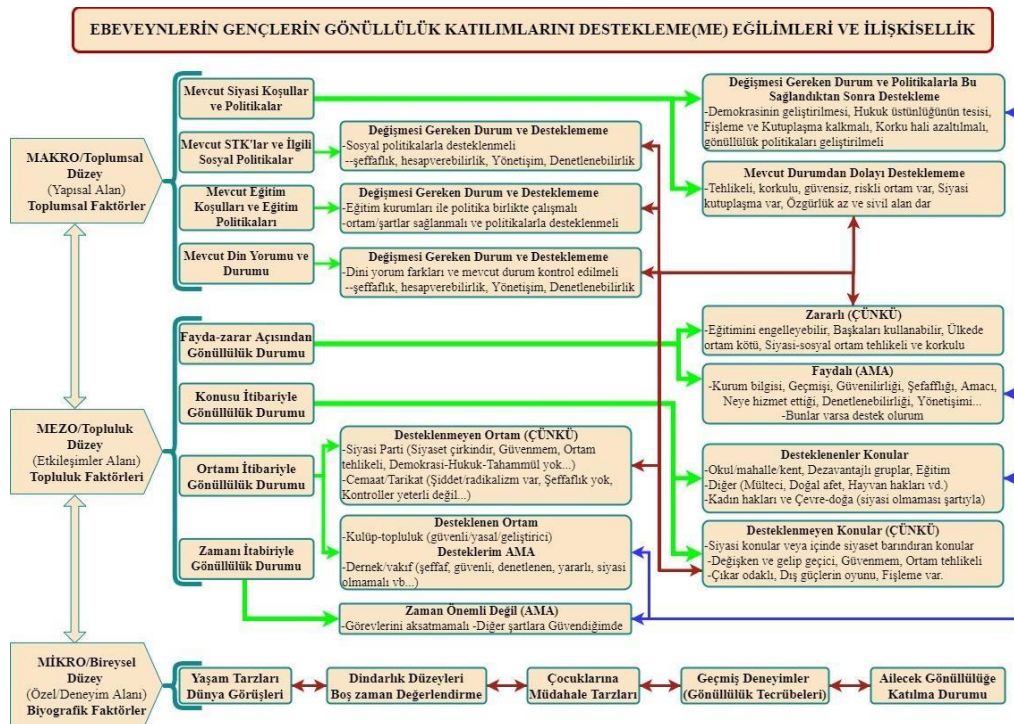 EBEVEYNLERİN GENÇLERİN GÖNÜLLÜLÜK KATILIMLARINI DESTEKLEME(ME) EĞİLİMLERİ VE İLİŞKİSELLİK
MAKRO/Toplumsal
Düzey
(Yapısal Alan)
Toplumsal Faktörler
Mevcut Siyasi Koşullar
ve Politikalar
Mevcut STK'lar ve İlgili
Sosyal Politikalar
Mevcut Eğitim
Koşulları ve Eğitim
Politikaları
Mevcut Din Yorumu ve
Durumu
Değişmesi Gereken Durum ve Desteklememe
-Sosyal politikalarla desteklenmeli
--şeffaflık, hesapverebilirlik, Yönetişim, Denetlenebilirlik
Değişmesi Gereken Durum ve Desteklememe
-Eğitim kurumları ile politika birlikte çalışmalı
-ortam/şartlar sağlanmalı ve politikalarla desteklenmeli
Değişmesi Gereken Durum ve Desteklememe
-Dini yorum farkları ve mevcut durum kontrol edilmeli
--şeffaflık, hesapverebilirlik, Yönetişim, Denetlenebilirlik
Değişmesi Gereken Durum ve Politikalarla Bu
Sağlandıktan Sonra Destekleme
-Demokrasinin geliştirilmesi, Hukuk üstünlüğünün tesisi,
Fişleme ve Kutuplaşma kalkmalı, Korku hali azaltılmalı,
gönüllülük politikaları geliştirilmeli
Mevcut Durumdan Dolayı Desteklememe
-Tehlikeli, korkulu, güvensiz, riskli ortam var, Siyasi
kutuplaşma var, Özgürlük az ve sivil alan dar
MEZO/Topluluk
Düzey
(Etkileşimler Alanı)
Topluluk Faktörleri
Fayda-zarar Açısından
Gönüllülük Durumu
Konusu İtibariyle
Gönüllülük Durumu
Ortamı İtibariyle
Gönüllülük Durumu
Zamanı İtabiriyle
Gönüllülük Durumu
Desteklenmeyen Ortam (ÇÜNKÜ)
-Siyasi Parti (Siyaset çirkindir, Güvenmem, Ortam
tehlikeli, Demokrasi-Hukuk-Tahammül yok...)
-Cemaat/Tarikat (Şiddet/radikalizm var, Şeffaflık yok,
Kontroller yeterli değil...)
Desteklenen Ortam
-Kulüp-topluluk (güvenli/yasal/geliştirici)
Desteklerim AMA
-Dernek/vakıf (şeffaf, güvenli, denetlenen, yararlı, siyasi
olmamalı vb...)
Zaman Önemli Değil (AMA)
-Görevlerini aksatmamalı -Diğer şartlara Güvendiğimde
Zararlı (ÇÜNKÜ)
-Eğitimini engelleyebilir, Başkaları kullanabilir, Ülkede
ortam kötü, Siyasi-sosyal ortam tehlikeli ve korkulu
Faydalı (AMA)
-Kurum bilgisi, Geçmişi, Güvenilirliği, Şefaflığı, Amacı,
Neye hizmet ettiği, Denetlenebilirliği, Yönetişimi...
-Bunlar varsa destek olurum
Desteklenenler Konular
-Okul/mahalle/kent, Dezavantajlı gruplar, Eğitim
-Diğer (Mülteci, Doğal afet, Hayvan hakları vd.)
-Kadın hakları ve Çevre-doğa (siyasi olmaması şartıyla)
Desteklenmeyen Konular (ÇÜNKÜ)
-Siyasi konular veya içinde siyaset barındıran konular
-Değişken ve gelip geçici, Güvenmem, Ortam tehlikeli
-Çıkar odaklı, Dış güçlerin oyunu, Fişleme var.
MİKRO/Bireysel
Düzey
(Özel/Deneyim Alanı)
Biyografik Faktörler
Yaşam Tarzları
Dünya Görüşleri
Dindarlık Düzeyleri
Boş zaman Değerlendirme
Çocuklarına
Müdahale Tarzları
Geçmiş Deneyimler
(Gönüllülük Tecrübeleri)
Ailecek Gönüllülüğe
Katılma Durumu